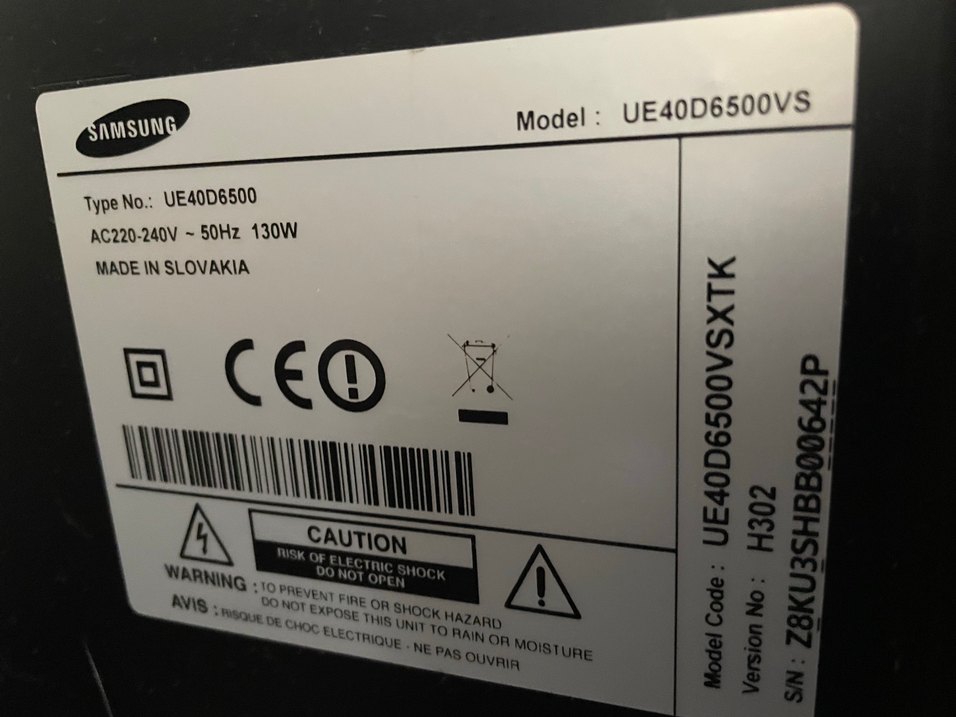 SAMSUNG
Model : UE40D6500VS
Type No.: UE40D6500
AC220-240V ~ 50Hz 130W
MADE IN SLOVAKIA
CE
CAUTION
RISK OF ELECTRIC SHOCK
DO NOT OPEN
WARNING : TO PREVENT FIRE OR SHOCK HAZARD
DO NOT EXPOSE THIS UNIT TO RAIN OR MOISTURE
AVIS : RISQUE DE CHOC ELECTRIQUE - NE PAS OUVRIR
Model Code : UE40D6500VSXTK
Version No : H302
S/N : Z8KU3SHBB00642P